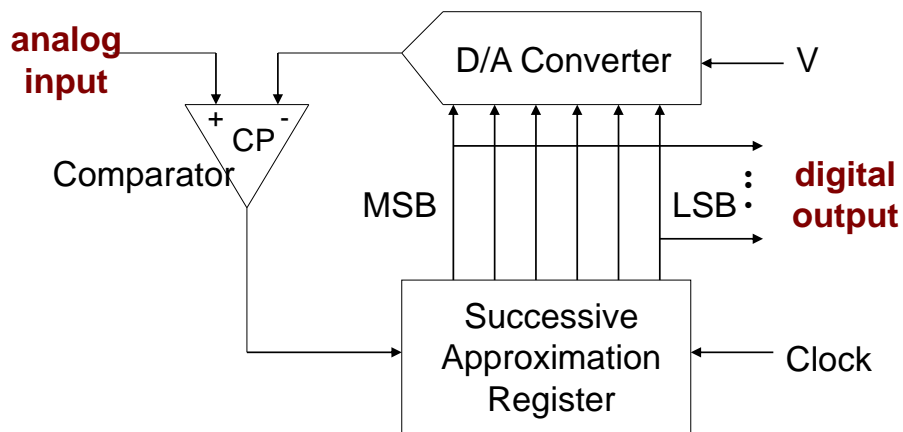 analog
input
D/A Converter
V
+ -
CP
Comparator
MSB
LSB
digital
output
Successive
Approximation
Register
Clock